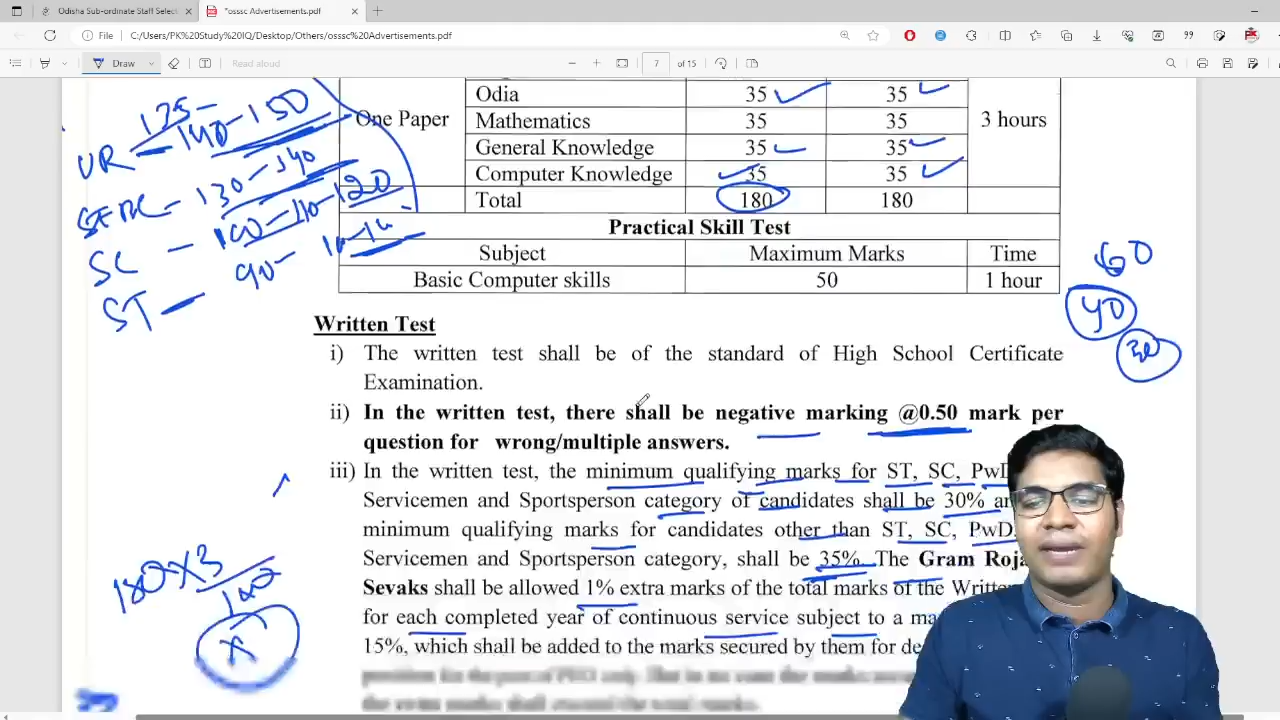 Odisha Sub-ordinate Staff Select
*osssc Advertisements.pdf
File C:/Users/PK%20Study%20IQ/Desktop/Others/osssc%20Advertisements.pdf
Draw Read aloud 7 of 15
Odia 35 35
One Paper Mathematics 35 35 3 hours
General Knowledge 35 35
Computer Knowledge 35 35
Total 180 180
Practical Skill Test
Subject Maximum Marks Time
Basic Computer skills 50 1 hour
UR 125 - 140 - 150
SEBC - 130 - 140
SC - 100 - 110 - 120
ST - 90 -
60
40
30
Written Test
i) The written test shall be of the standard of High School Certificate
Examination.
ii) In the written test, there shall be negative marking @0.50 mark per
question for wrong/multiple answers.
iii) In the written test, the minimum qualifying marks for ST, SC, PwD
Servicemen and Sportsperson category of candidates shall be 30%
minimum qualifying marks for candidates other than ST, SC, PwD
Servicemen and Sportsperson category, shall be 35%. The Gram Roja
Sevaks shall be allowed 1% extra marks of the total marks of the Written
for each completed year of continuous service subject to a
15%, which shall be added to the marks secured by them for
180 X 3
100
x